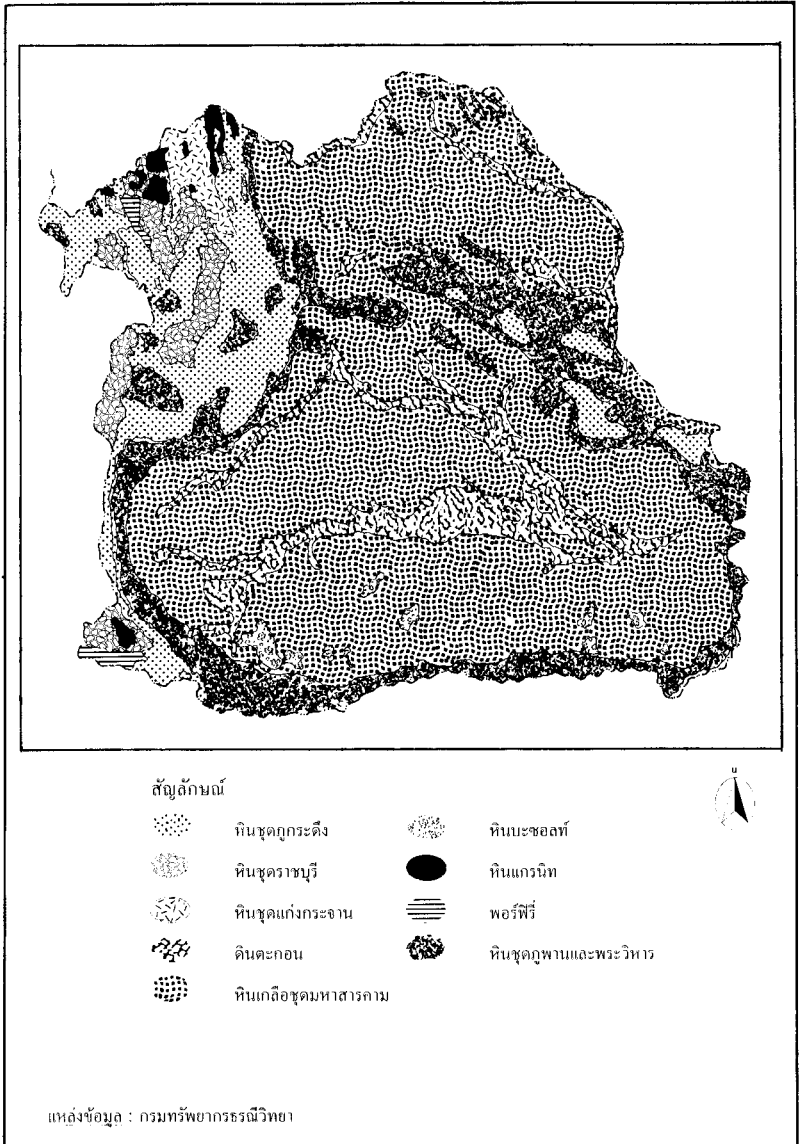 น
สัญลักษณ์
หินชุดภูกระดึง
หินบะซอลท์
หินชุดราชบุรี
หินแกรนิท
หินชุดแก่งกระจาน
พอร์ฟิรี่
ดินตะกอน
หินชุดภูพานและพระวิหาร
หินเกลือชุดมหาสารคาม
แหล่งข้อมูล : กรมทรัพยากรธรณีวิทยา